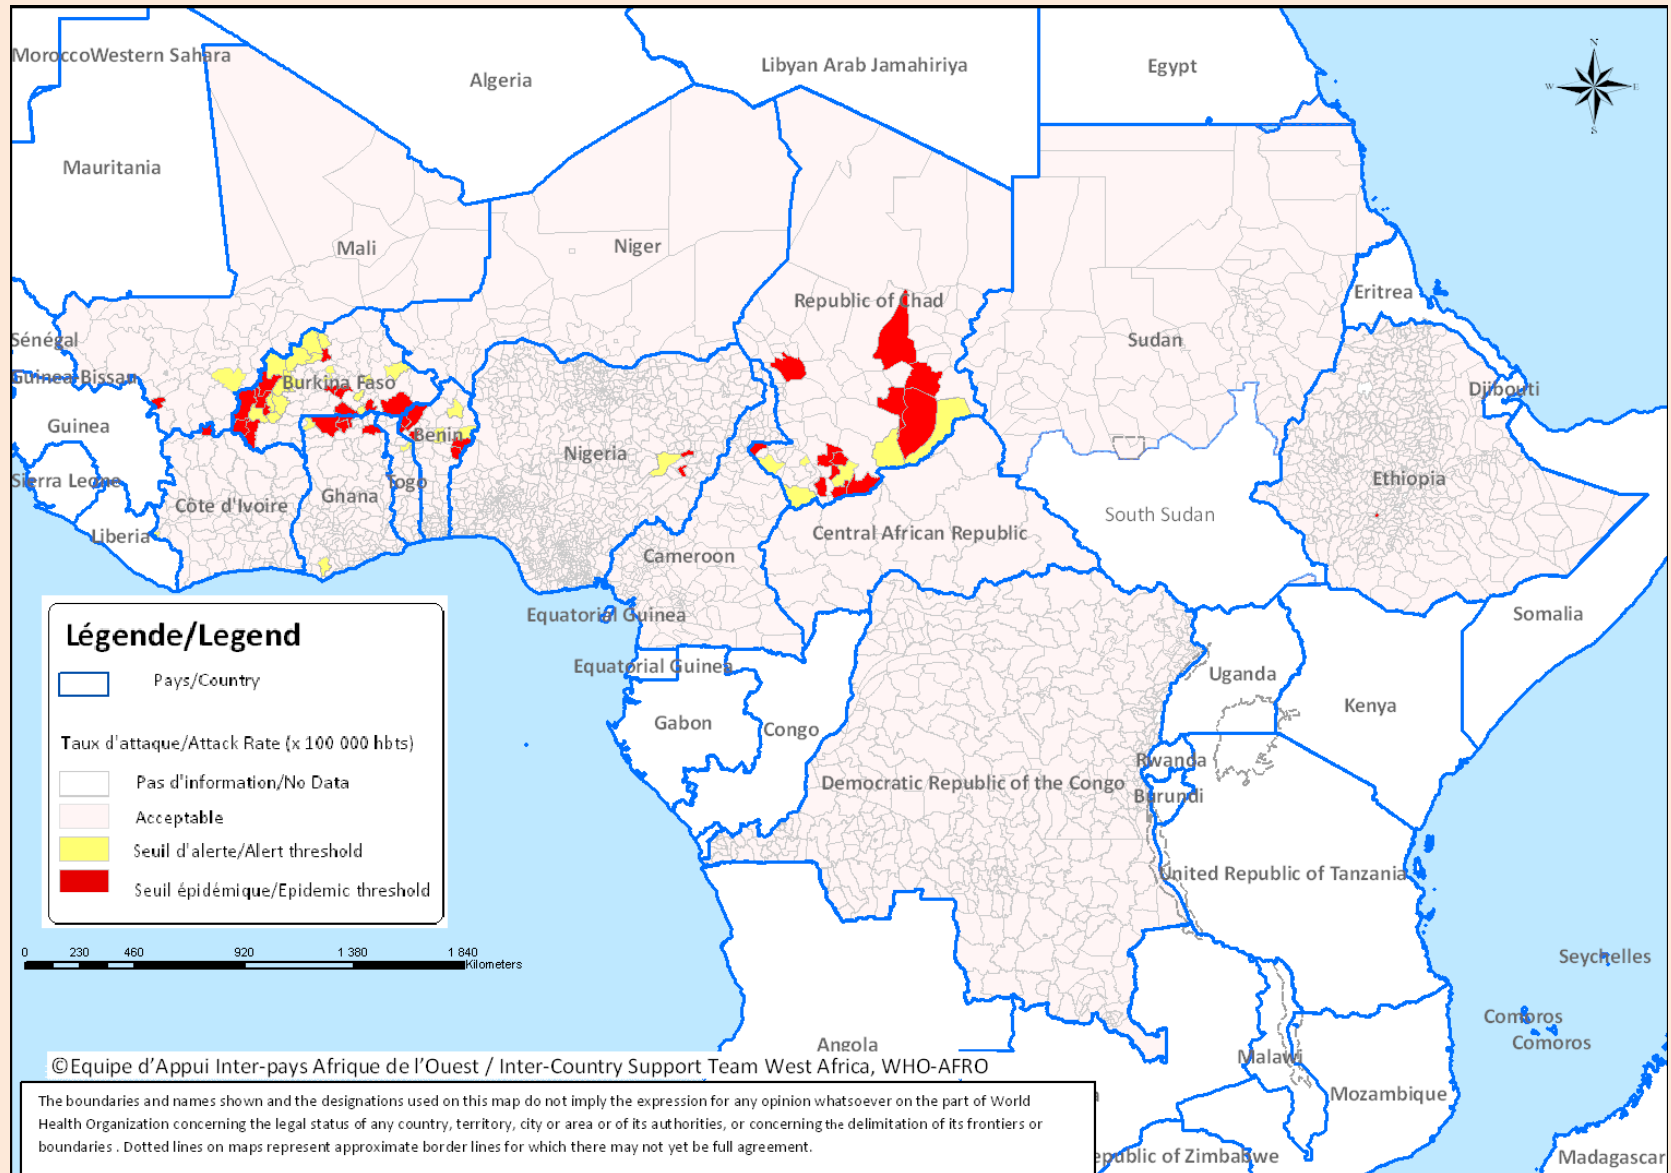 Morocco
Western Sahara
Algeria
Libyan Arab Jamahiriya
Egypt
N
W
E
S
Mauritania
Mali
Niger
Republic of Chad
Sudan
Eritrea
Sénégal
Guinea Bissau
Burkina Faso
Djibouti
Guinea
Benin
Nigeria
Ethiopia
Sierra Leone
Côte d'Ivoire
Ghana
Togo
South Sudan
Liberia
Cameroon
Central African Republic
Equatorial Guinea
Somalia
Equatorial Guinea
Uganda
Gabon
Congo
Kenya
Rwanda
Democratic Republic of the Congo
Burundi
United Republic of Tanzania
Seychelles
Comoros
Comoros
Angola
Malawi
Mozambique
epublic of Zimbabwe
Madagascar
Légende/Legend
Pays/Country
Taux d'attaque/Attack Rate (x 100 000 hbts)
Pas d'information/No Data
Acceptable
Seuil d'alerte/Alert threshold
Seuil épidémique/Epidemic threshold
0 230 460 920 1 380 1 840
Kilometers
©Equipe d'Appui Inter-pays Afrique de l'Ouest / Inter-Country Support Team West Africa, WHO-AFRO
The boundaries and names shown and the designations used on this map do not imply the expression for any opinion whatsoever on the part of World
Health Organization concerning the legal status of any country, territory, city or area or of its authorities, or concerning the delimitation of its frontiers or
boundaries . Dotted lines on maps represent approximate border lines for which there may not yet be full agreement.